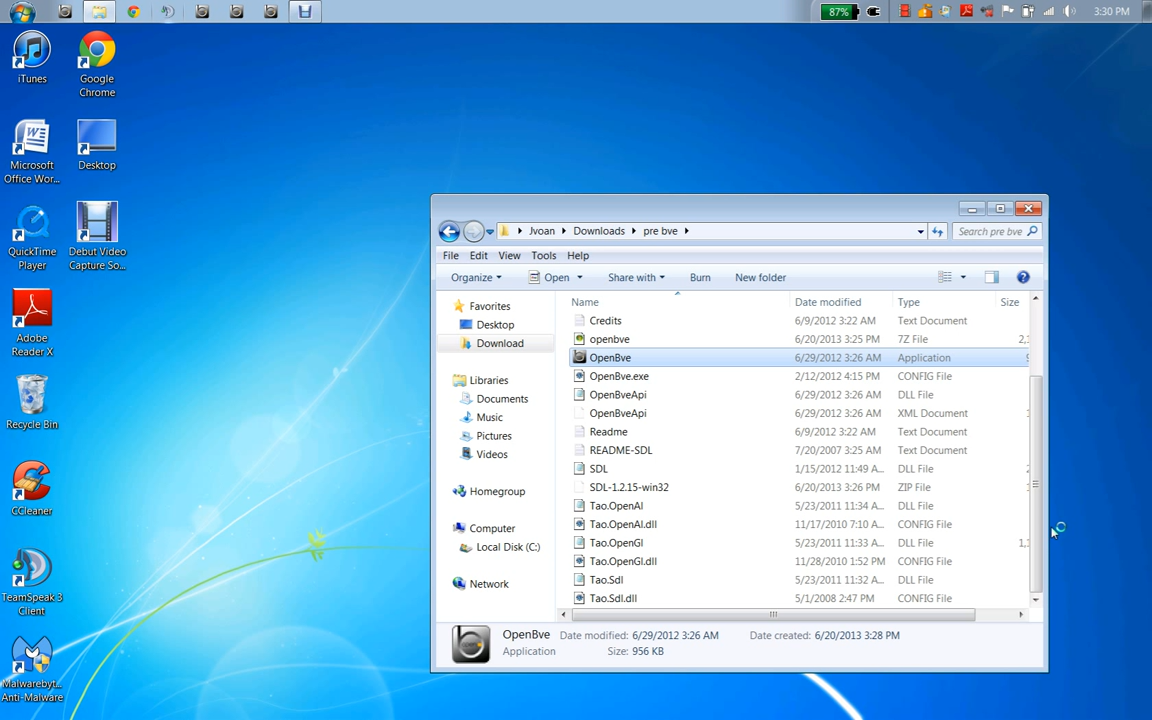 87%
3:30 PM
iTunes
Google
Chrome
Microsoft
Office Wor...
Desktop
QuickTime
Player
Debut Video
Capture So...
Adobe
Reader X
Recycle Bin
CCleaner
TeamSpeak 3
Client
Malwarebyt...
Anti-Malware
Jvoan
Downloads
pre bve
Search pre bve
File Edit View Tools Help
Organize Open Share with Burn New folder
Favorites
Desktop
Download
Libraries
Documents
Music
Pictures
Videos
Homegroup
Computer
Local Disk (C:)
Network
Name Date modified Type Size
Credits 6/9/2012 3:22 AM Text Document
openbve 6/20/2013 3:25 PM 7Z File 2,
OpenBve 6/29/2012 3:26 AM Application
OpenBve.exe 2/12/2012 4:15 PM CONFIG File
OpenBveApi 6/29/2012 3:26 AM DLL File
OpenBveApi 6/29/2012 3:26 AM XML Document
Readme 6/9/2012 3:22 AM Text Document
README-SDL 7/20/2007 3:25 AM Text Document
SDL 1/15/2012 11:49 A... DLL File
SDL-1.2.15-win32 6/20/2013 3:26 PM ZIP File
Tao.OpenAl 5/23/2011 11:34 A... DLL File
Tao.OpenAl.dll 11/17/2010 7:10 A... CONFIG File
Tao.OpenGl 5/23/2011 11:33 A... DLL File 1,
Tao.OpenGl.dll 11/28/2010 1:52 PM CONFIG File
Tao.Sdl 5/23/2011 11:32 A... DLL File
Tao.Sdl.dll 5/1/2008 2:47 PM CONFIG File
OpenBve Date modified: 6/29/2012 3:26 AM Date created: 6/20/2013 3:28 PM
Application Size: 956 KB